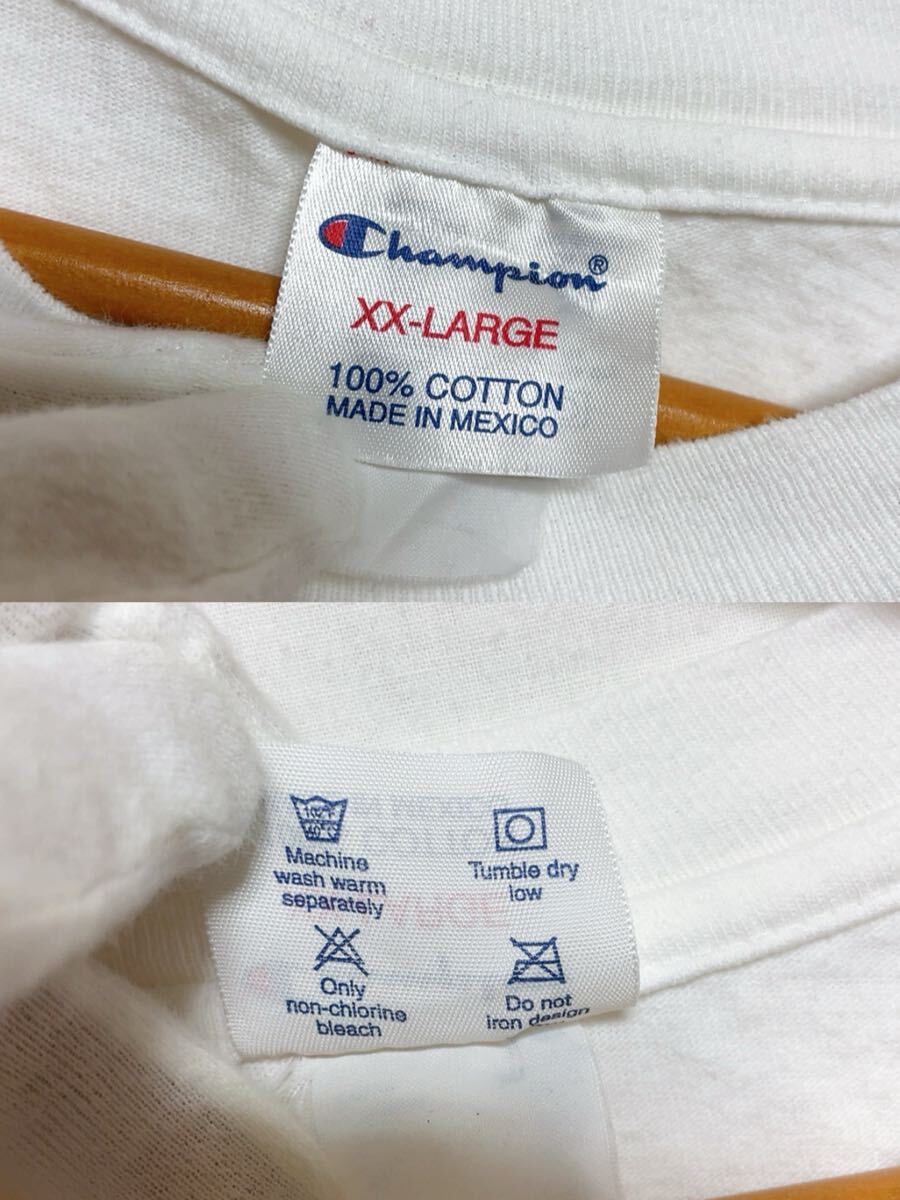 Champion®
XX-LARGE
100% COTTON
MADE IN MEXICO
Machine
wash warm
separately
Tumble dry
low
Only
non-chlorine
bleach
Do not
iron design